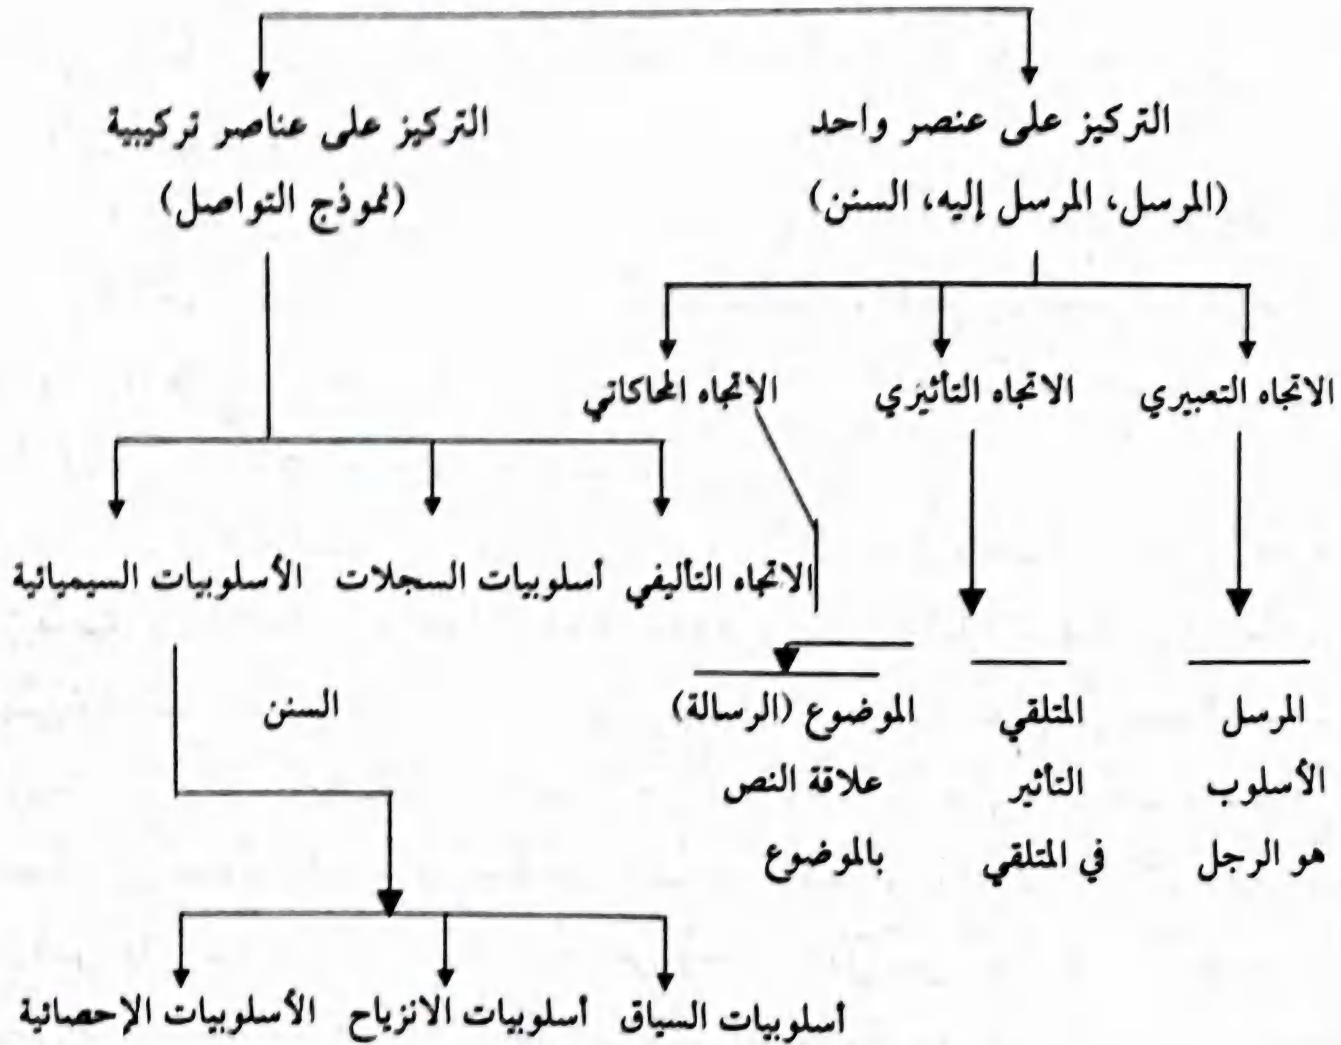 التركيز على عنصر واحد
(المرسل، المرسل إليه، السنن)
التركيز على عناصر تركيبية
(نموذج التواصل)
الاتجاه التعبيري
الاتجاه التأثيري
الاتجاه المحاكاتي
المرسل
الأسلوب
هو الرجل
المتلقي
التأثير
في المتلقي
الموضوع (الرسالة)
علاقة النص
بالموضوع
الاتجاه التأليفي
أسلوبيات السجلات
الأسلوبيات السيميائية
السنن
أسلوبيات السياق
أسلوبيات الانزياح
الأسلوبيات الإحصائية